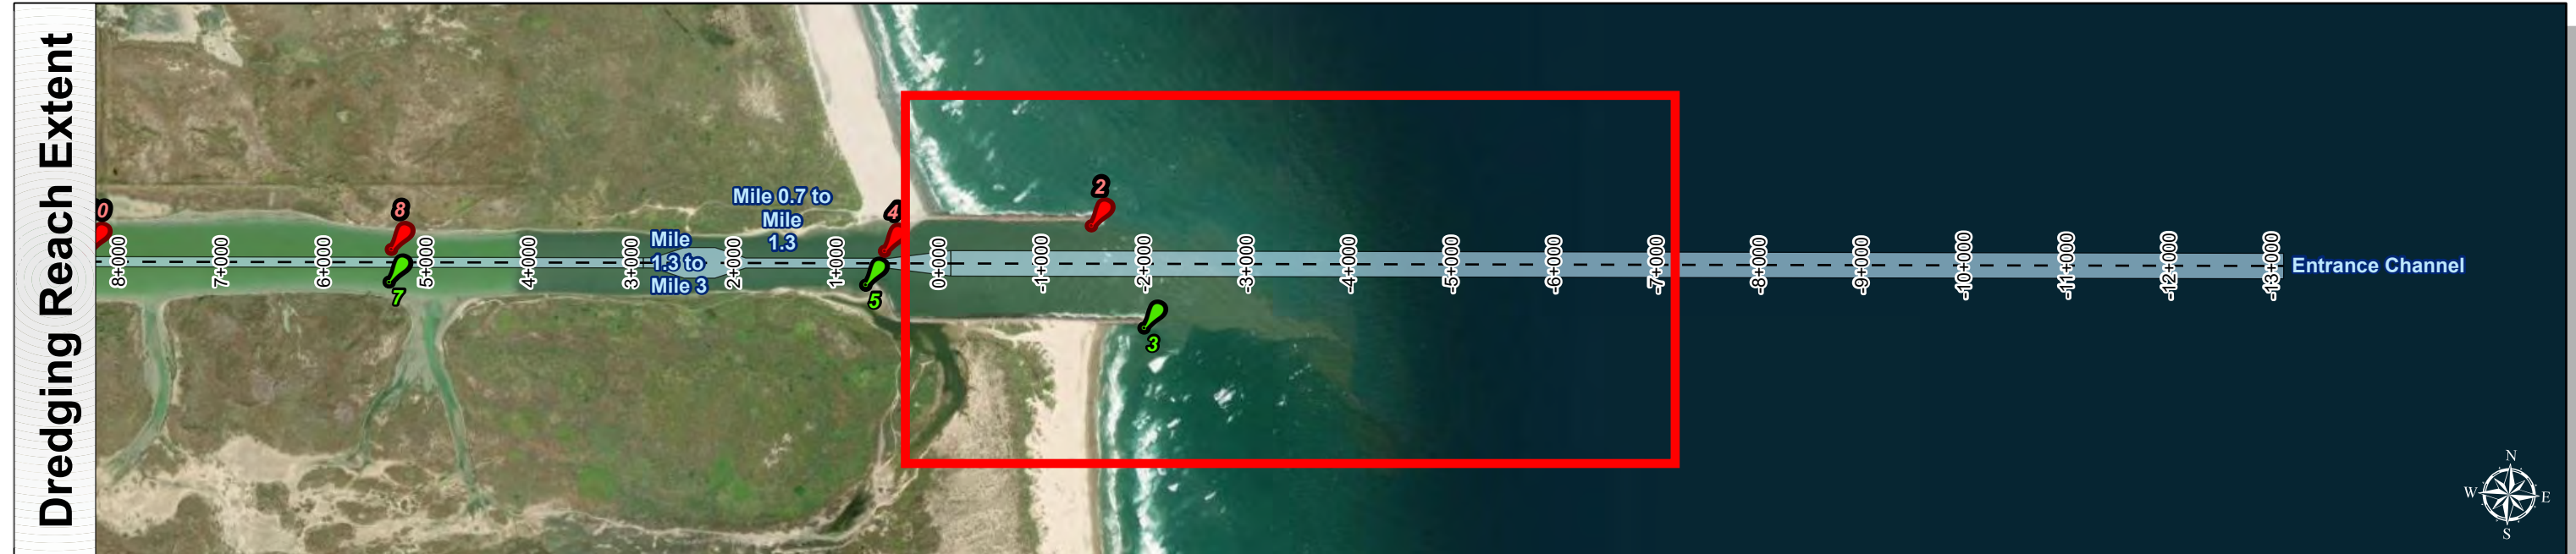 Dredging Reach Extent
0
8
4
2
Mile 0.7 to
Mile
1.3
Mile
1.3 to
Mile 3
8+000
7+000
6+000
5+000
4+000
3+000
2+000
1+000
0+000
-1+000
-2+000
-3+000
-4+000
-5+000
-6+000
-7+000
-8+000
-9+000
-10+000
-11+000
-12+000
-13+000
Entrance Channel
7
5
3
N
W
E
S